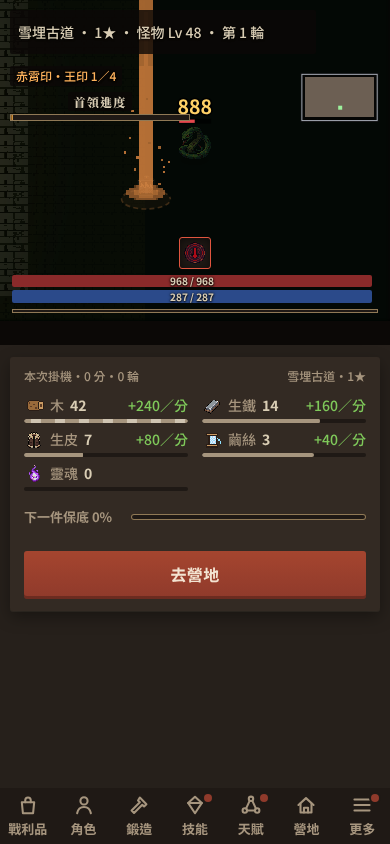 雪埋古道 • 1★ • 怪物 Lv 48 • 第 1 輪
赤霄印・王印 1／4
首領進度
888
968 / 968
287 / 287
本次掛機・0 分・0 輪
雪埋古道・1★
木 42 +240／分
生鐵 14 +160／分
生皮 7 +80／分
繭絲 3 +40／分
靈魂 0
下一件保底 0%
去營地
戰利品 角色 鍛造 技能 天賦 營地 更多